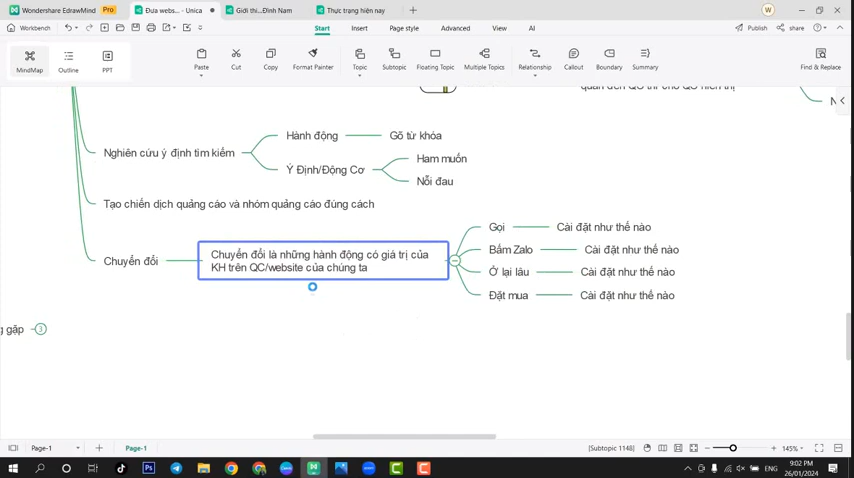 Wondershare EdrawMind Pro
Đưa webs... - Unica
Giới thi...Đình Nam
Thực trạng hiện nay
W
Workbench
Start
Insert
Page style
Advanced
View
AI
Publish
share
MindMap
Outline
PPT
Paste
Cut
Copy
Format Painter
Topic
Subtopic
Floating Topic
Multiple Topics
Relationship
Callout
Boundary
Summary
Find & Replace
Nghiên cứu ý định tìm kiếm
Hành động
Gõ từ khóa
Ý Định/Động Cơ
Ham muốn
Nỗi đau
Tạo chiến dịch quảng cáo và nhóm quảng cáo đúng cách
Chuyển đổi
Chuyển đổi là những hành động có giá trị của
KH trên QC/website của chúng ta
Gọi
Cài đặt như thế nào
Bấm Zalo
Cài đặt như thế nào
Ở lại lâu
Cài đặt như thế nào
Đặt mua
Cài đặt như thế nào
gặp
3
Page-1
Page-1
[Subtopic 1148]
145%
Ps
ENG
9:02 PM
26/01/2024